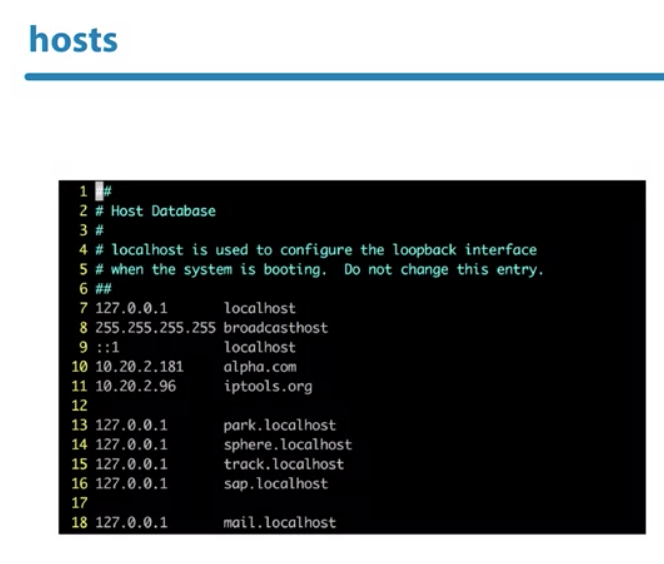 hosts
1 ##
2 # Host Database
3 #
4 # localhost is used to configure the loopback interface
5 # when the system is booting.  Do not change this entry.
6 ##
7 127.0.0.1       localhost
8 255.255.255.255 broadcasthost
9 ::1             localhost
10 10.20.2.181     alpha.com
11 10.20.2.96      iptools.org
12
13 127.0.0.1       park.localhost
14 127.0.0.1       sphere.localhost
15 127.0.0.1       track.localhost
16 127.0.0.1       sap.localhost
17
18 127.0.0.1       mail.localhost